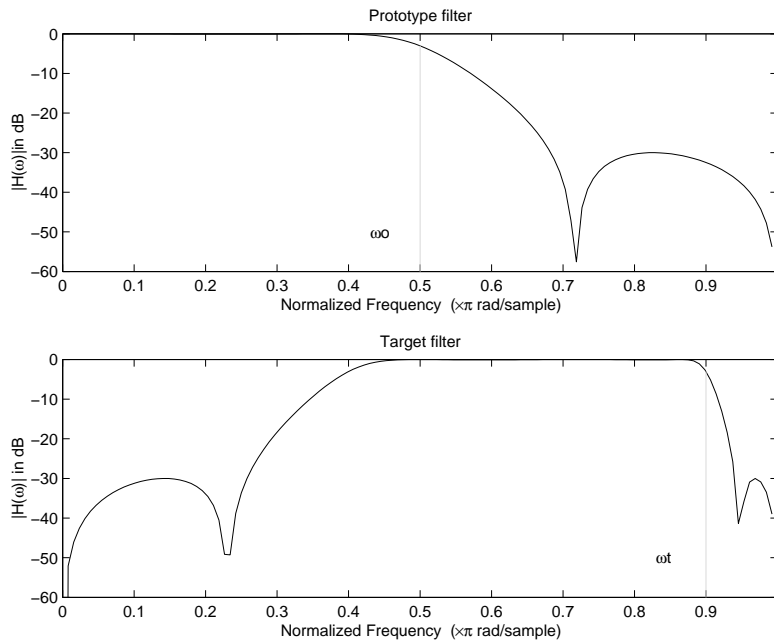 Prototype filter
0
−10
−20
−30
−40
−50
−60
|H(ω)|in dB
ωo
0 0.1 0.2 0.3 0.4 0.5 0.6 0.7 0.8 0.9
Normalized Frequency (×π rad/sample)
Target filter
0
−10
−20
−30
−40
−50
−60
|H(ω)| in dB
ωt
0 0.1 0.2 0.3 0.4 0.5 0.6 0.7 0.8 0.9
Normalized Frequency (×π rad/sample)